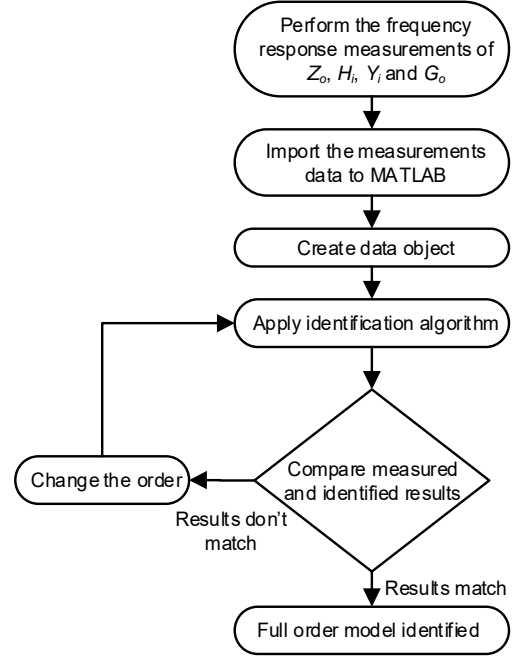 Perform the frequency
response measurements of
Zₒ, Hᵢ, Yᵢ and Gₒ
Import the measurements
data to MATLAB
Create data object
Apply identification algorithm
Compare measured
and identified results
Change the order
Results don't
match
Results match
Full order model identified